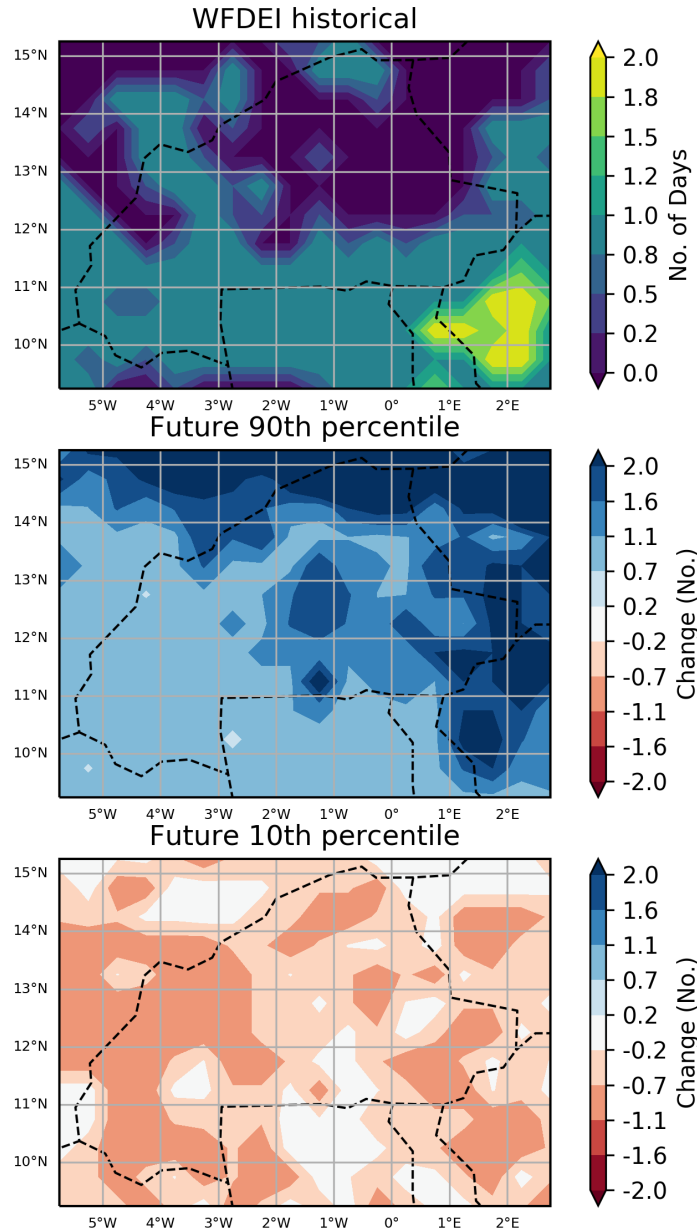 WFDEI historical
15°N
14°N
13°N
12°N
11°N
10°N
5°W 4°W 3°W 2°W 1°W 0° 1°E 2°E
2.0
1.8
1.5
1.2
1.0
0.8
0.5
0.2
0.0
No. of Days
Future 90th percentile
15°N
14°N
13°N
12°N
11°N
10°N
5°W 4°W 3°W 2°W 1°W 0° 1°E 2°E
2.0
1.6
1.1
0.7
0.2
-0.2
-0.7
-1.1
-1.6
-2.0
Change (No.)
Future 10th percentile
15°N
14°N
13°N
12°N
11°N
10°N
5°W 4°W 3°W 2°W 1°W 0° 1°E 2°E
2.0
1.6
1.1
0.7
0.2
-0.2
-0.7
-1.1
-1.6
-2.0
Change (No.)